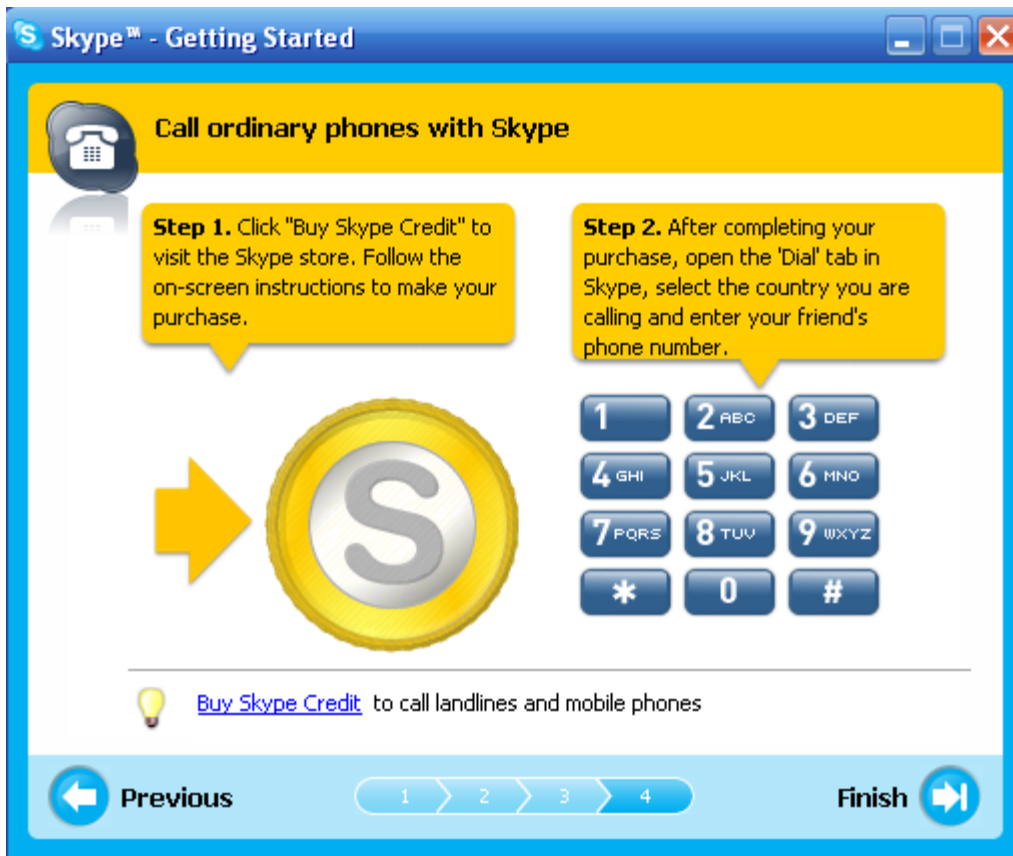 Skype™ - Getting Started
Call ordinary phones with Skype
Step 1. Click "Buy Skype Credit" to
visit the Skype store. Follow the
on-screen instructions to make your
purchase.
Step 2. After completing your
purchase, open the 'Dial' tab in
Skype, select the country you are
calling and enter your friend's
phone number.
S
1 2 ABC 3 DEF
4 GHI 5 JKL 6 MNO
7 PQRS 8 TUV 9 WXYZ
* 0 #
Buy Skype Credit to call landlines and mobile phones
Previous 1 2 3 4 Finish